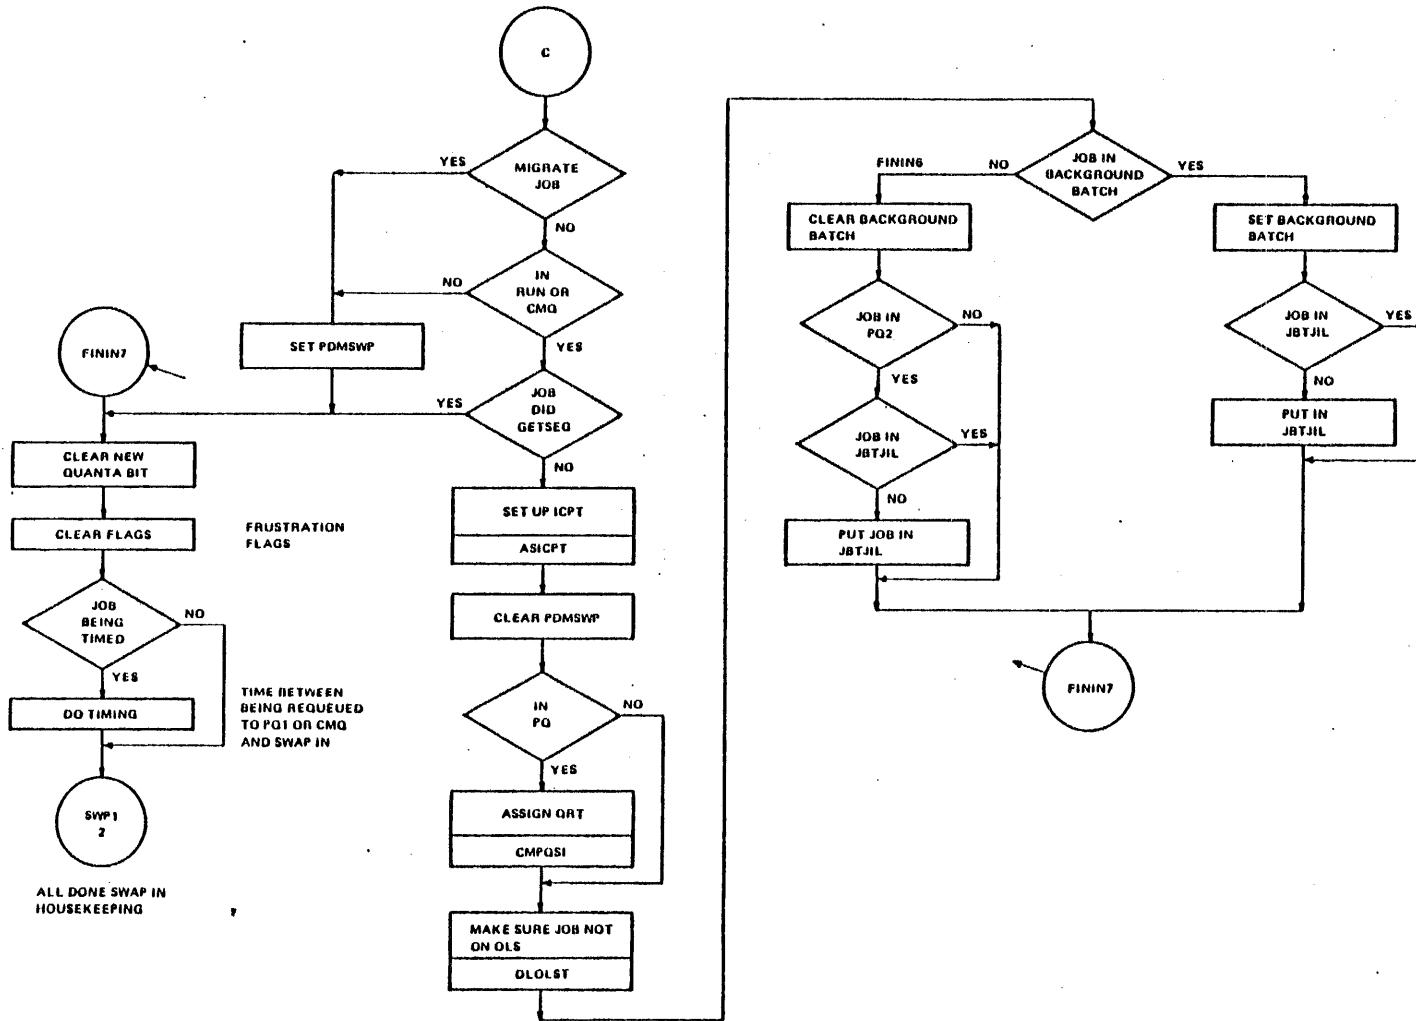 C
MIGRATE
JOB
YES
NO
IN
RUN OR
CMQ
NO
YES
SET PDMSWP
JOB
DID
GETSEQ
YES
NO
FININ7
CLEAR NEW
QUANTA BIT
CLEAR FLAGS
FRUSTRATION
FLAGS
JOB
BEING
TIMED
NO
YES
DO TIMING
TIME BETWEEN
BEING REQUEUED
TO PQ1 OR CMQ
AND SWAP IN
SWP1
2
ALL DONE SWAP IN
HOUSEKEEPING
SET UP ICPT
ASICPT
CLEAR PDMSWP
IN
PQ
NO
YES
ASSIGN QRT
CMPQSI
MAKE SURE JOB NOT
ON OLS
DLOLST
JOB IN
BACKGROUND
BATCH
FININ6
NO
YES
CLEAR BACKGROUND
BATCH
JOB IN
PQ2
NO
YES
JOB IN
JBTJIL
YES
NO
PUT JOB IN
JBTJIL
SET BACKGROUND
BATCH
JOB IN
JBTJIL
YES
NO
PUT IN
JBTJIL
FININ7